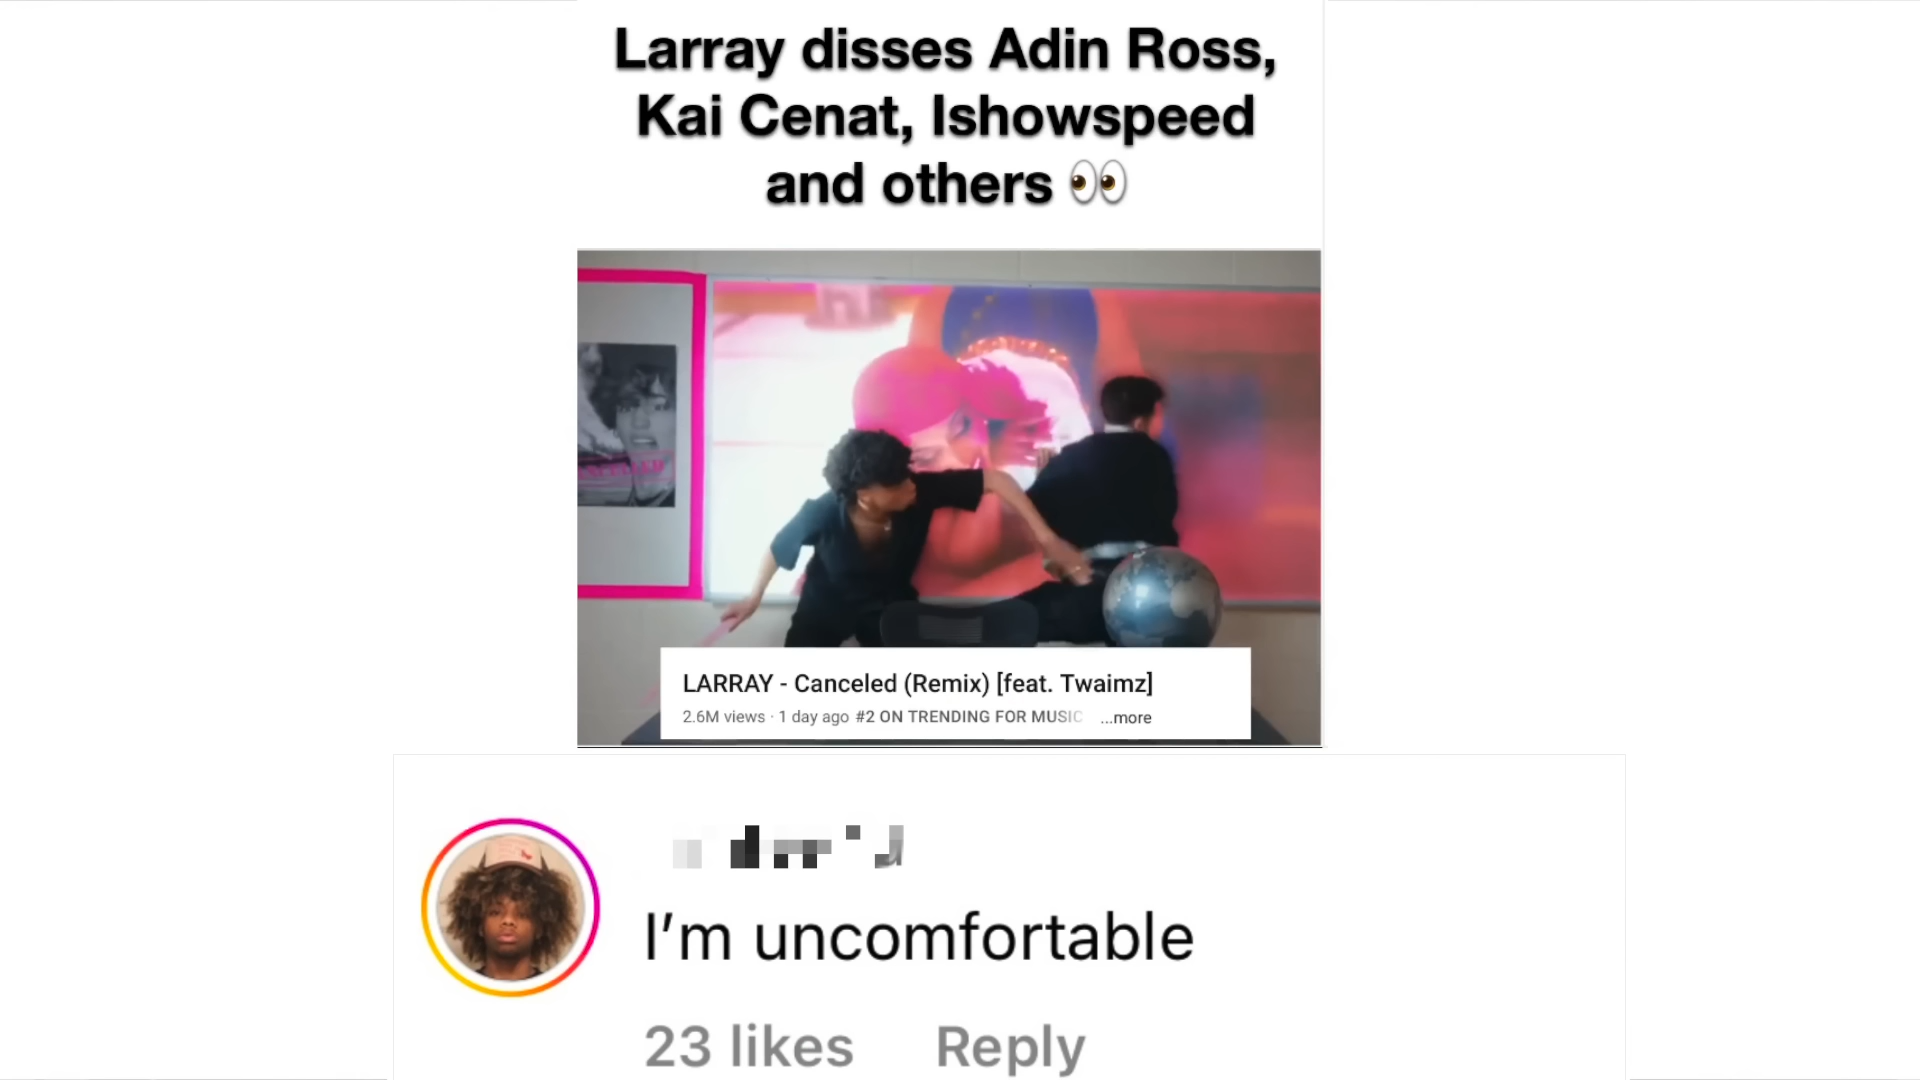 Larray disses Adin Ross,
Kai Cenat, Ishowspeed
and others 👀
LARRAY - Canceled (Remix) [feat. Twaimz]
2.6M views · 1 day ago #2 ON TRENDING FOR MUSIC ...more
I'm uncomfortable
23 likes Reply